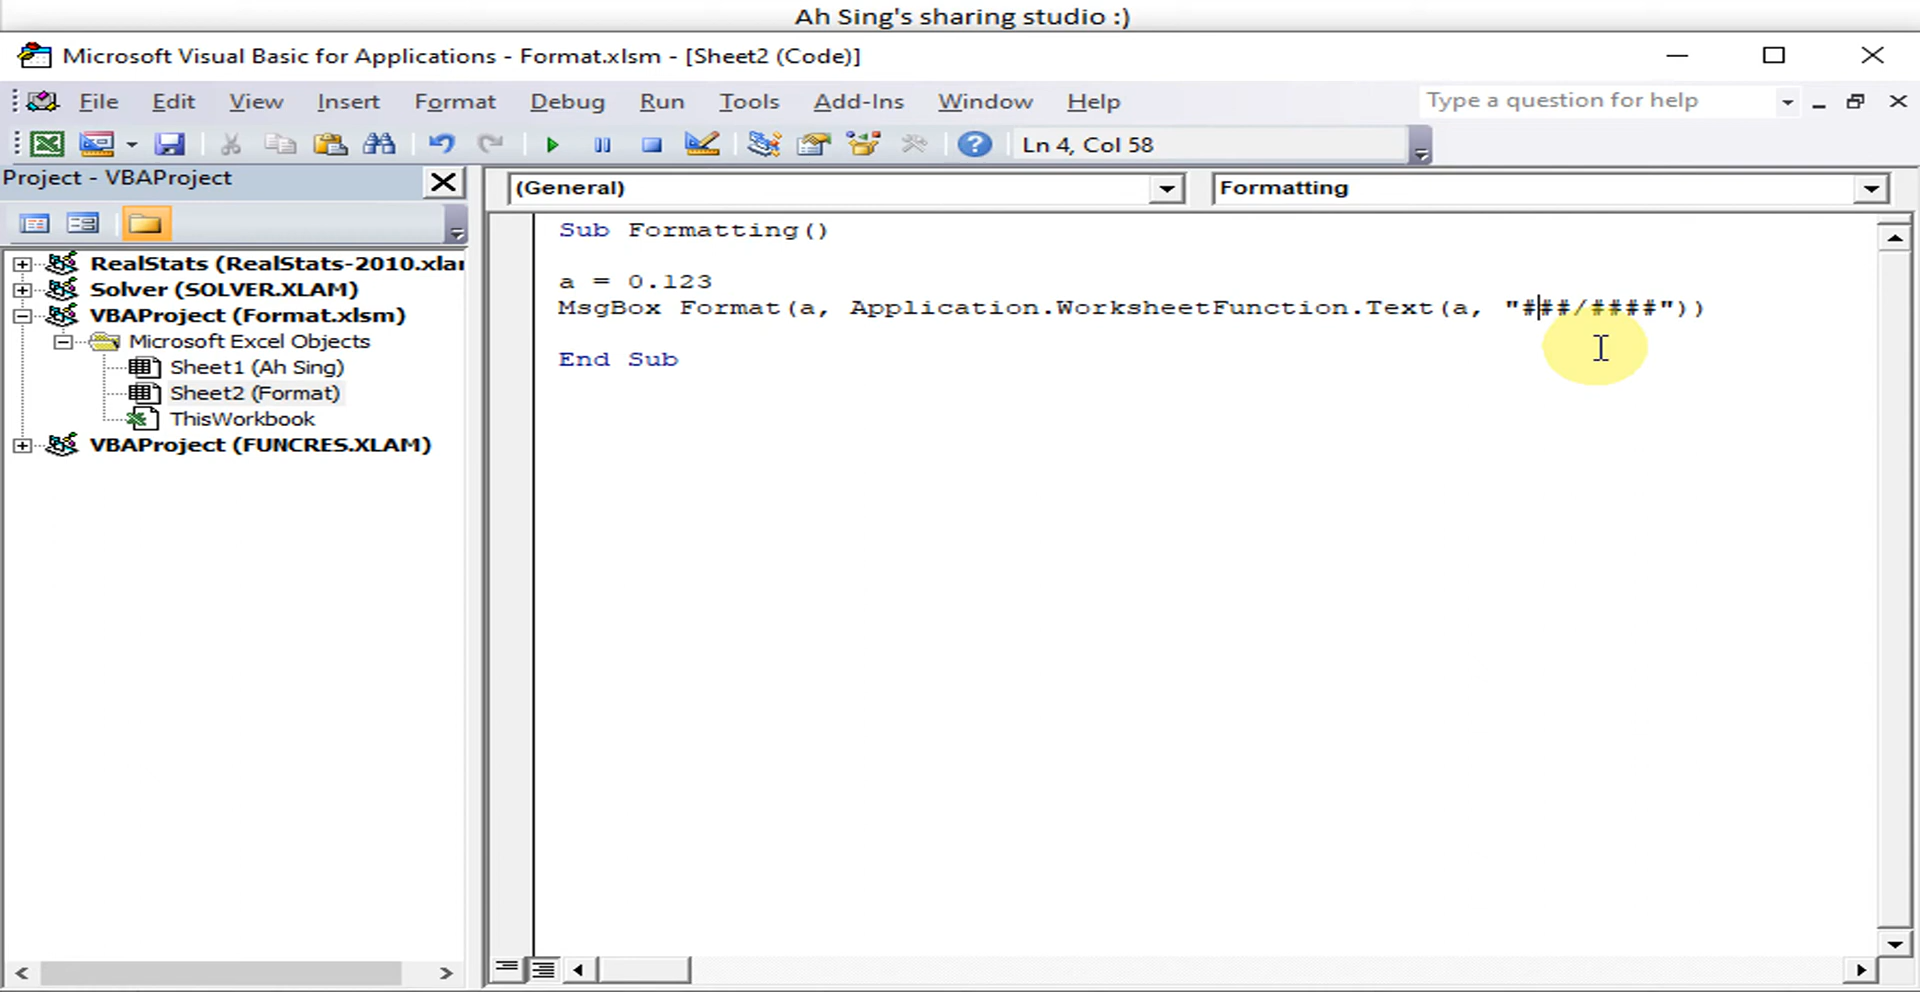 Ah Sing's sharing studio :)
Microsoft Visual Basic for Applications - Format.xlsm - [Sheet2 (Code)]
File Edit View Insert Format Debug Run Tools Add-Ins Window Help Type a question for help
Ln 4, Col 58
Project - VBAProject
(General) Formatting
RealStats (RealStats-2010.xlar
Solver (SOLVER.XLAM)
VBAProject (Format.xlsm)
Microsoft Excel Objects
Sheet1 (Ah Sing)
Sheet2 (Format)
ThisWorkbook
VBAProject (FUNCRES.XLAM)
Sub Formatting()
a = 0.123
MsgBox Format(a, Application.WorksheetFunction.Text(a, "###/####"))
End Sub